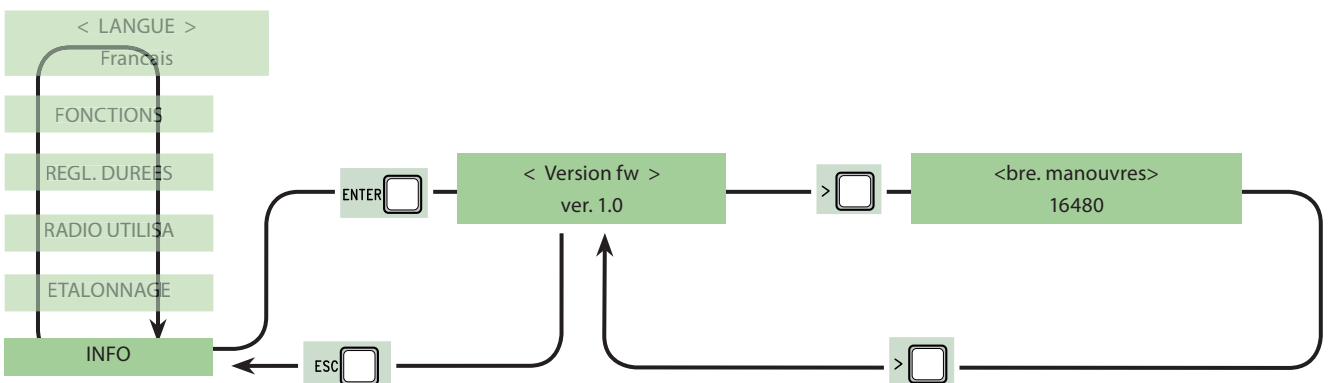 < LANGUE >
Francais
FONCTIONS
REGL. DUREES
RADIO UTILISA
ETALONNAGE
INFO
ENTER
< Version fw >
ver. 1.0
>
<bre. manouvres>
16480
ESC
>